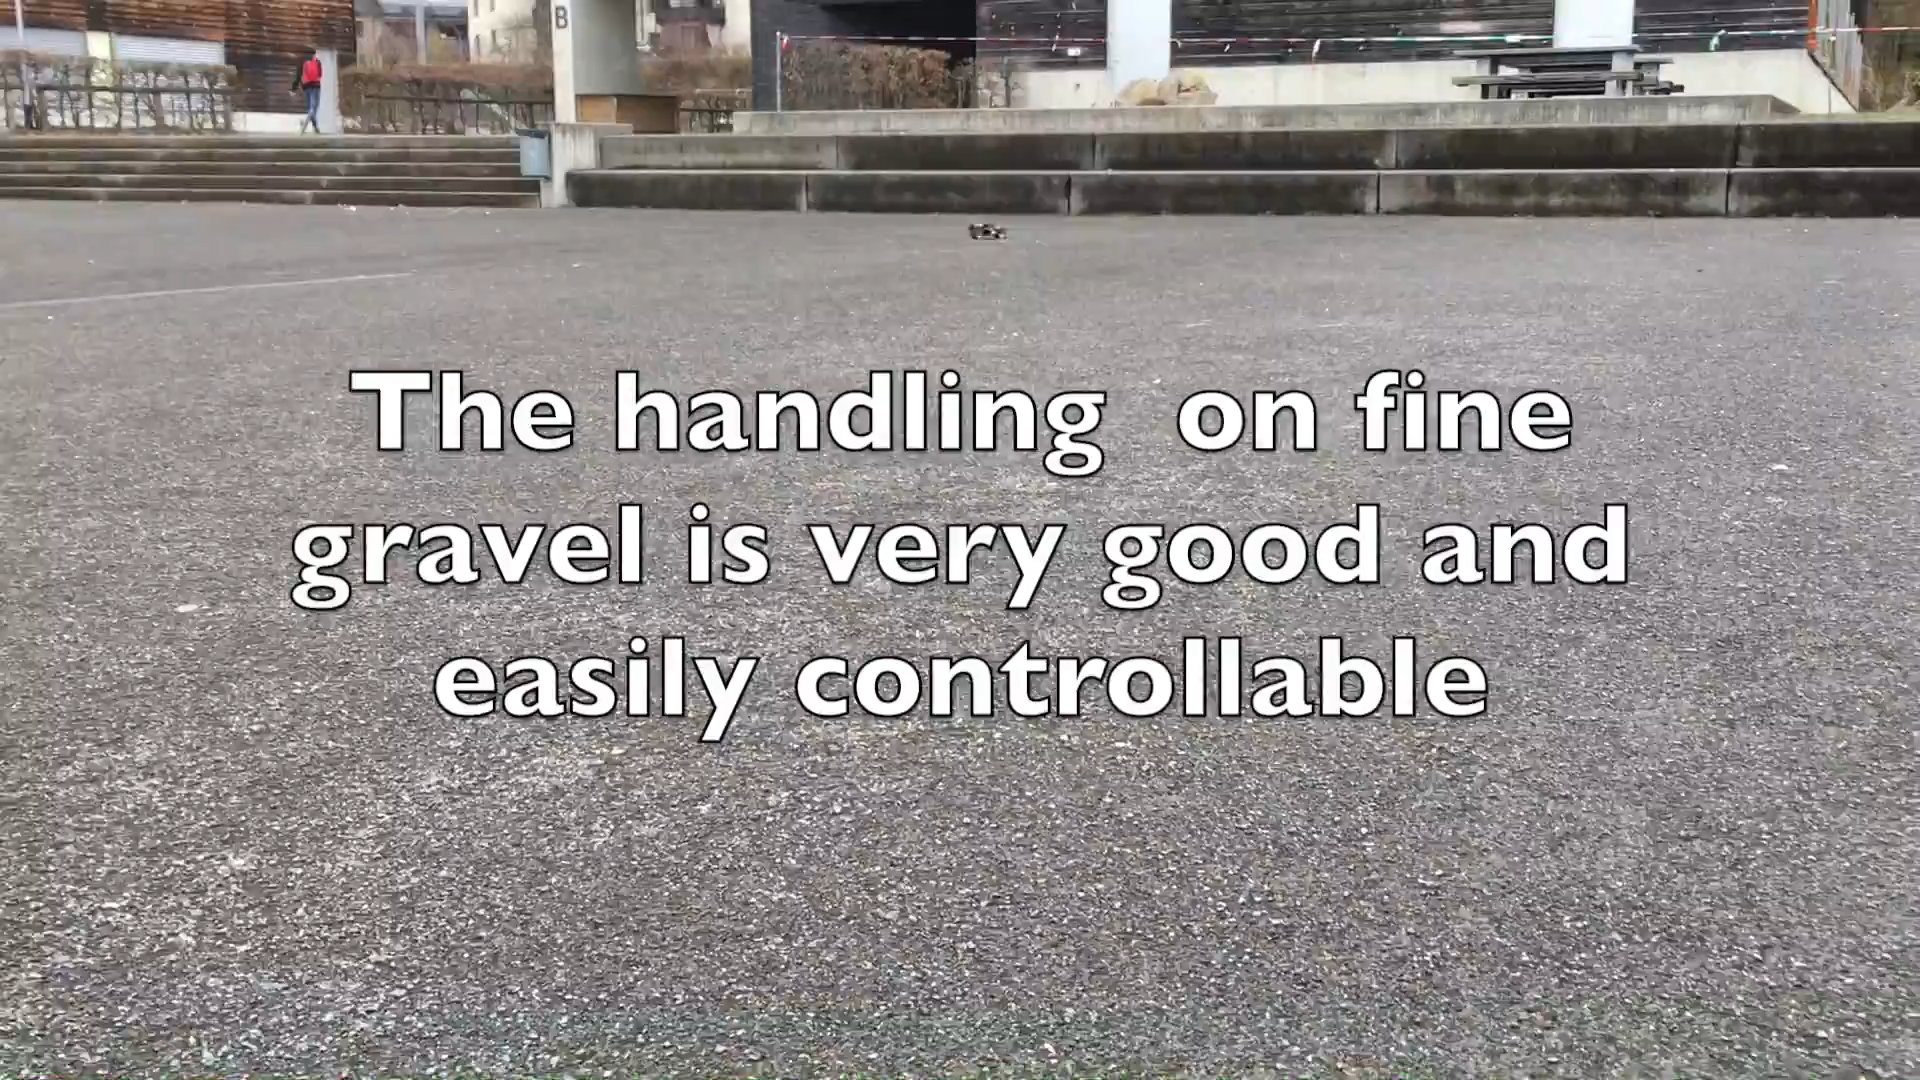 B
The handling  on fine
gravel is very good and
easily controllable